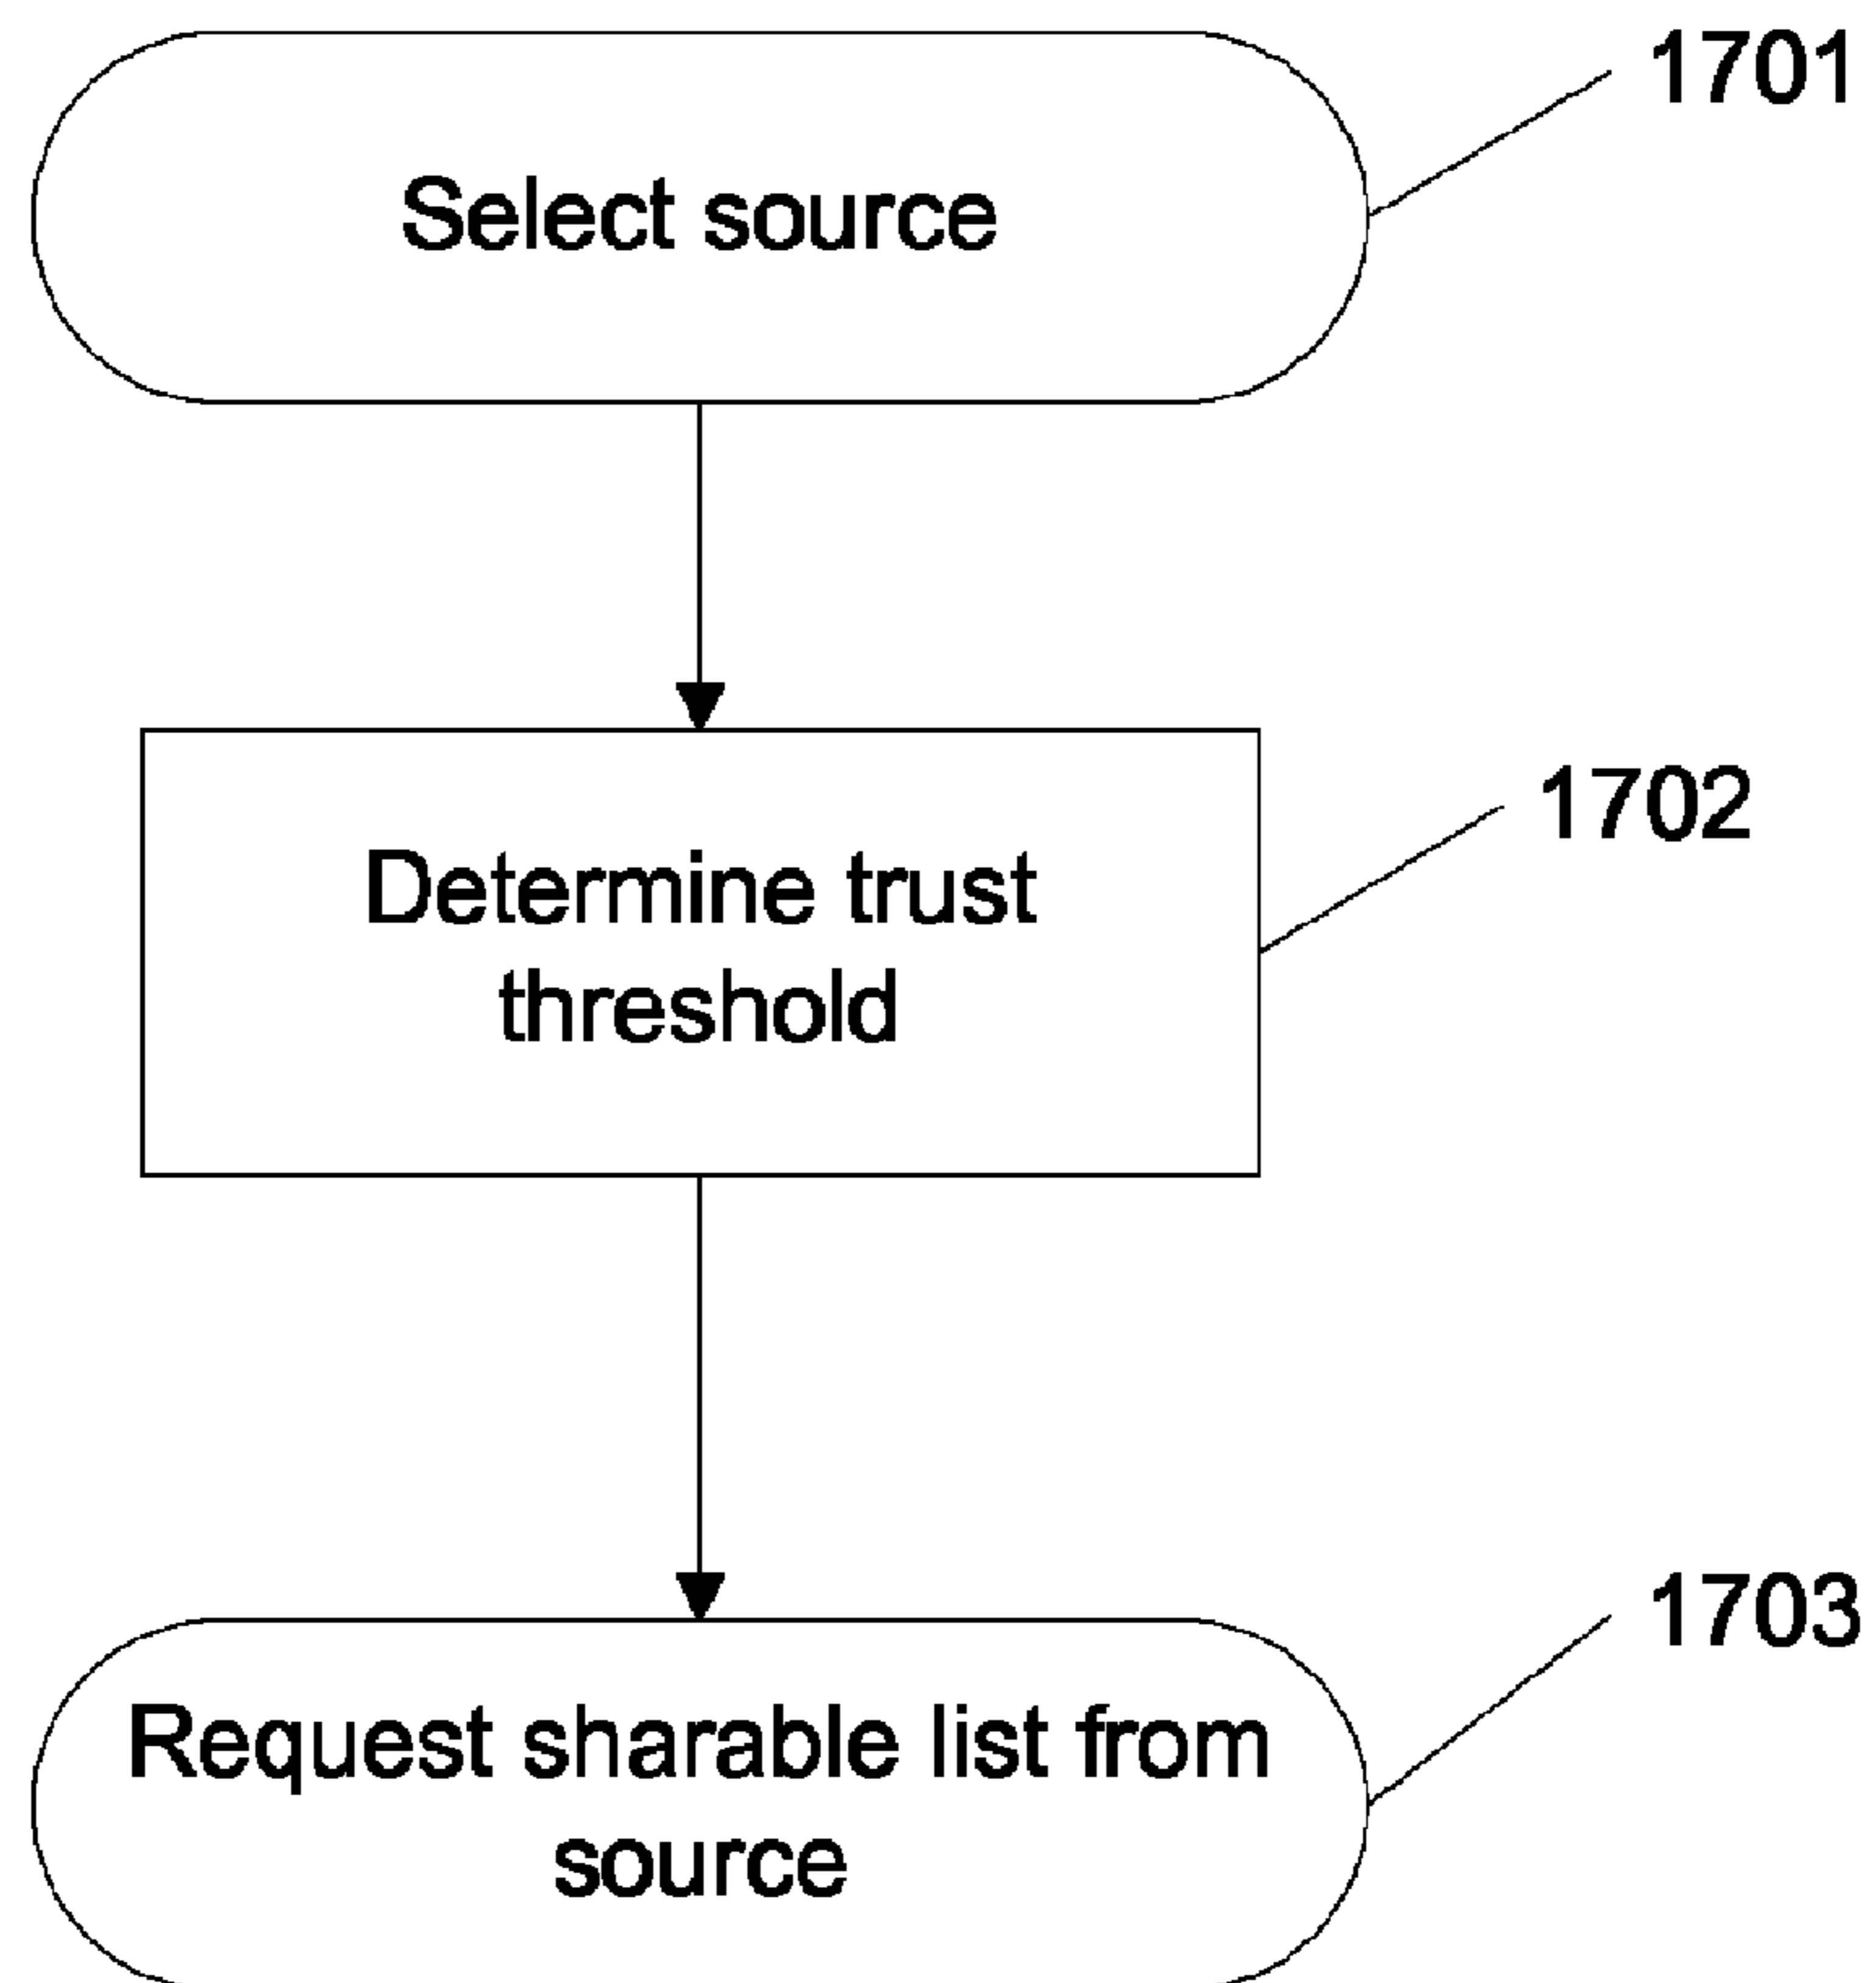 1701
Select source
1702
Determine trust
threshold
1703
Request sharable list from
source